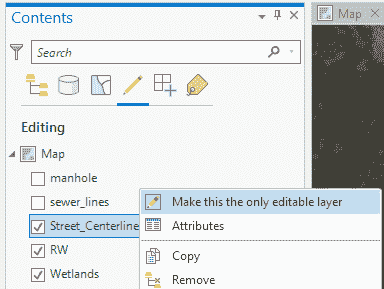 Contents
Map
Search
Editing
Map
manhole
sewer_lines
Make this the only editable layer
Street_Centerline
Attributes
RW
Copy
Wetlands
Remove